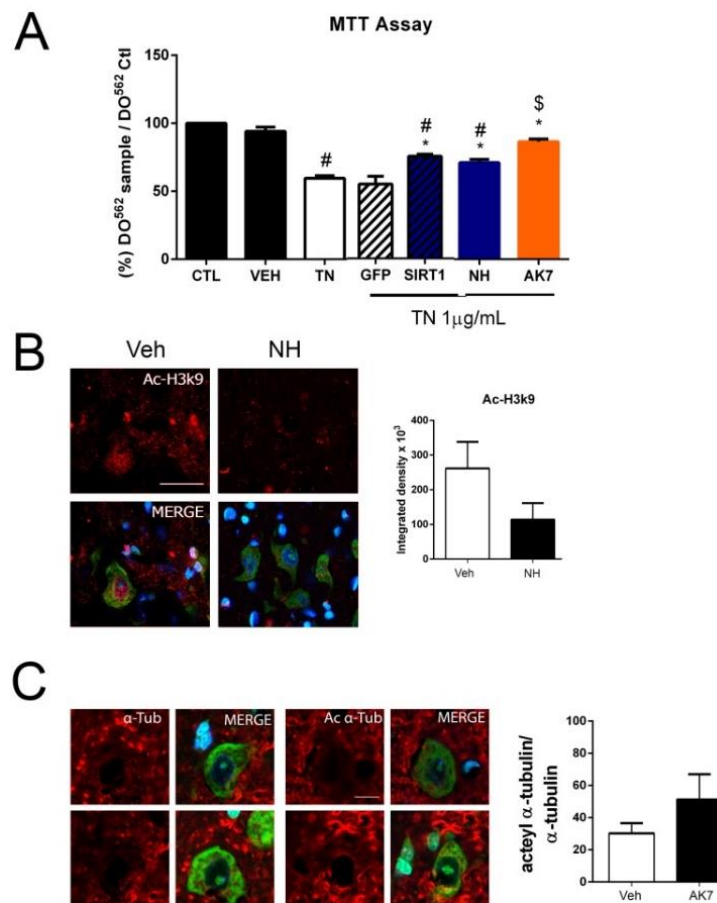 A
MTT Assay
(%) DO⁵⁶² sample / DO⁵⁶² Ctl
150
100
50
0
#
#
*
#
*
$
*
CTL VEH TN GFP SIRT1 NH AK7
TN 1µg/mL
B
Veh NH
Ac-H3k9
MERGE
Ac-H3k9
Integrated density x 10³
400
300
200
100
0
Veh NH
C
α-Tub MERGE Ac α-Tub MERGE
acteyl α-tubulin/
α-tubulin
100
80
60
40
20
0
Veh AK7